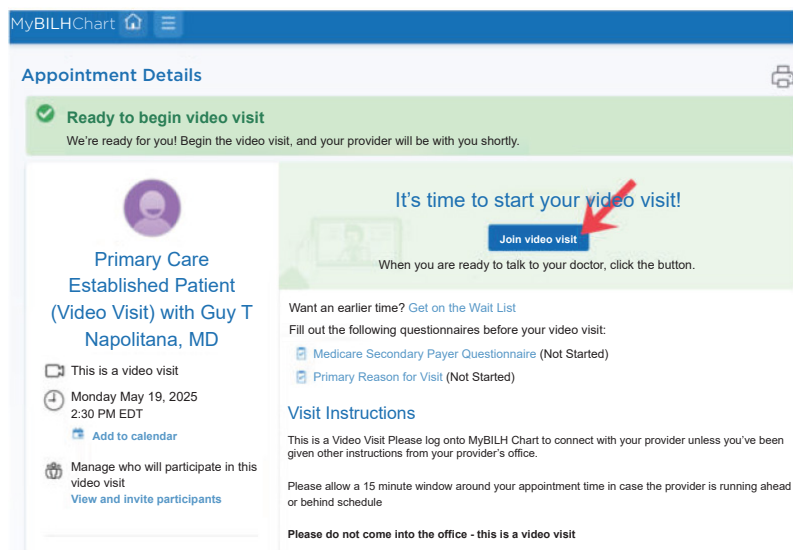 MyBILHChart
Appointment Details
Ready to begin video visit
We're ready for you! Begin the video visit, and your provider will be with you shortly.
Primary Care
Established Patient
(Video Visit) with Guy T
Napolitana, MD
This is a video visit
Monday May 19, 2025
2:30 PM EDT
Add to calendar
Manage who will participate in this
video visit
View and invite participants
It's time to start your video visit!
Join video visit
When you are ready to talk to your doctor, click the button.
Want an earlier time? Get on the Wait List
Fill out the following questionnaires before your video visit:
Medicare Secondary Payer Questionnaire (Not Started)
Primary Reason for Visit (Not Started)
Visit Instructions
This is a Video Visit Please log onto MyBILH Chart to connect with your provider unless you've been
given other instructions from your provider's office.
Please allow a 15 minute window around your appointment time in case the provider is running ahead
or behind schedule
Please do not come into the office - this is a video visit